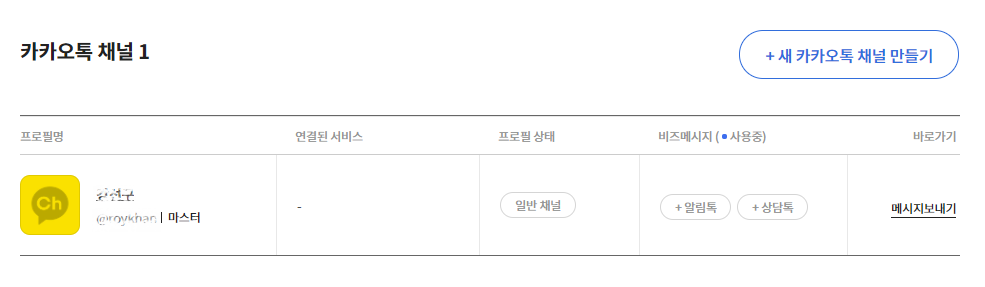 카카오톡 채널 1
+ 새 카카오톡 채널 만들기
프로필명 연결된 서비스 프로필 상태 비즈메시지 ( • 사용중) 바로가기
Ch
| 마스터
-
일반 채널
+ 알림톡 + 상담톡
메시지보내기